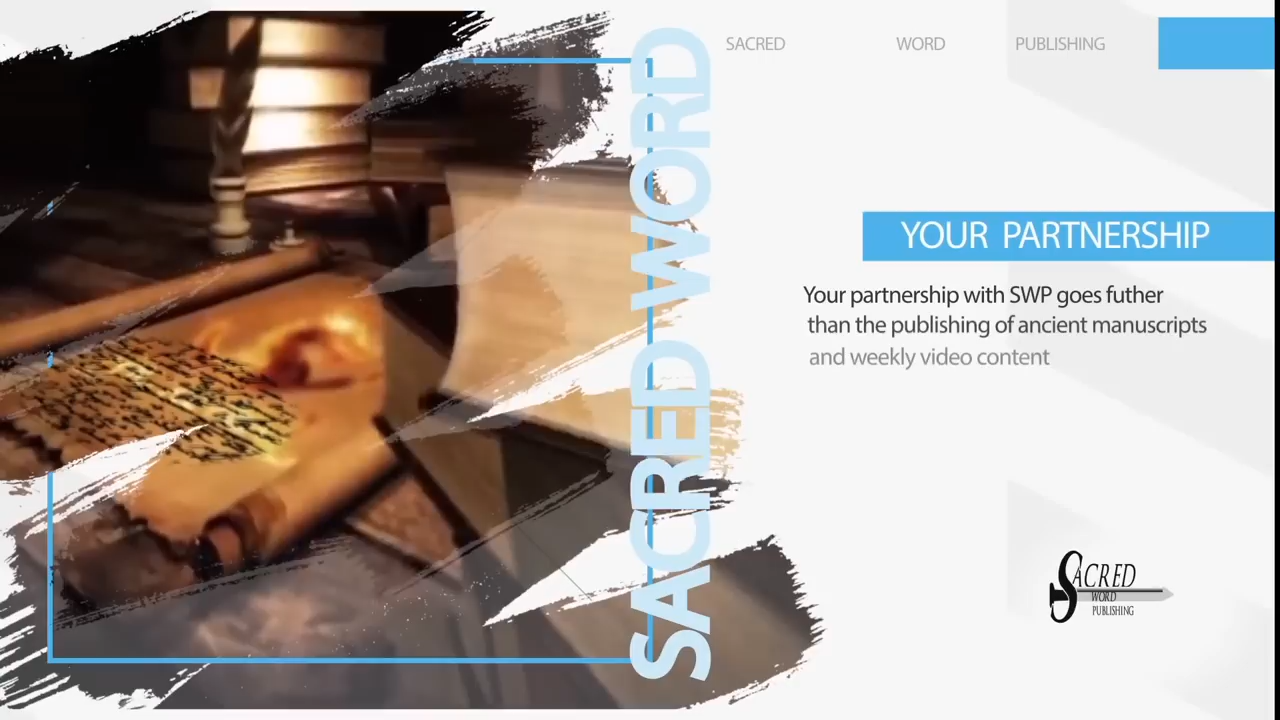 SACRED WORD PUBLISHING
SACRED WORD
YOUR PARTNERSHIP
Your partnership with SWP goes futher
than the publishing of ancient manuscripts
and weekly video content
SACRED
WORD
PUBLISHING